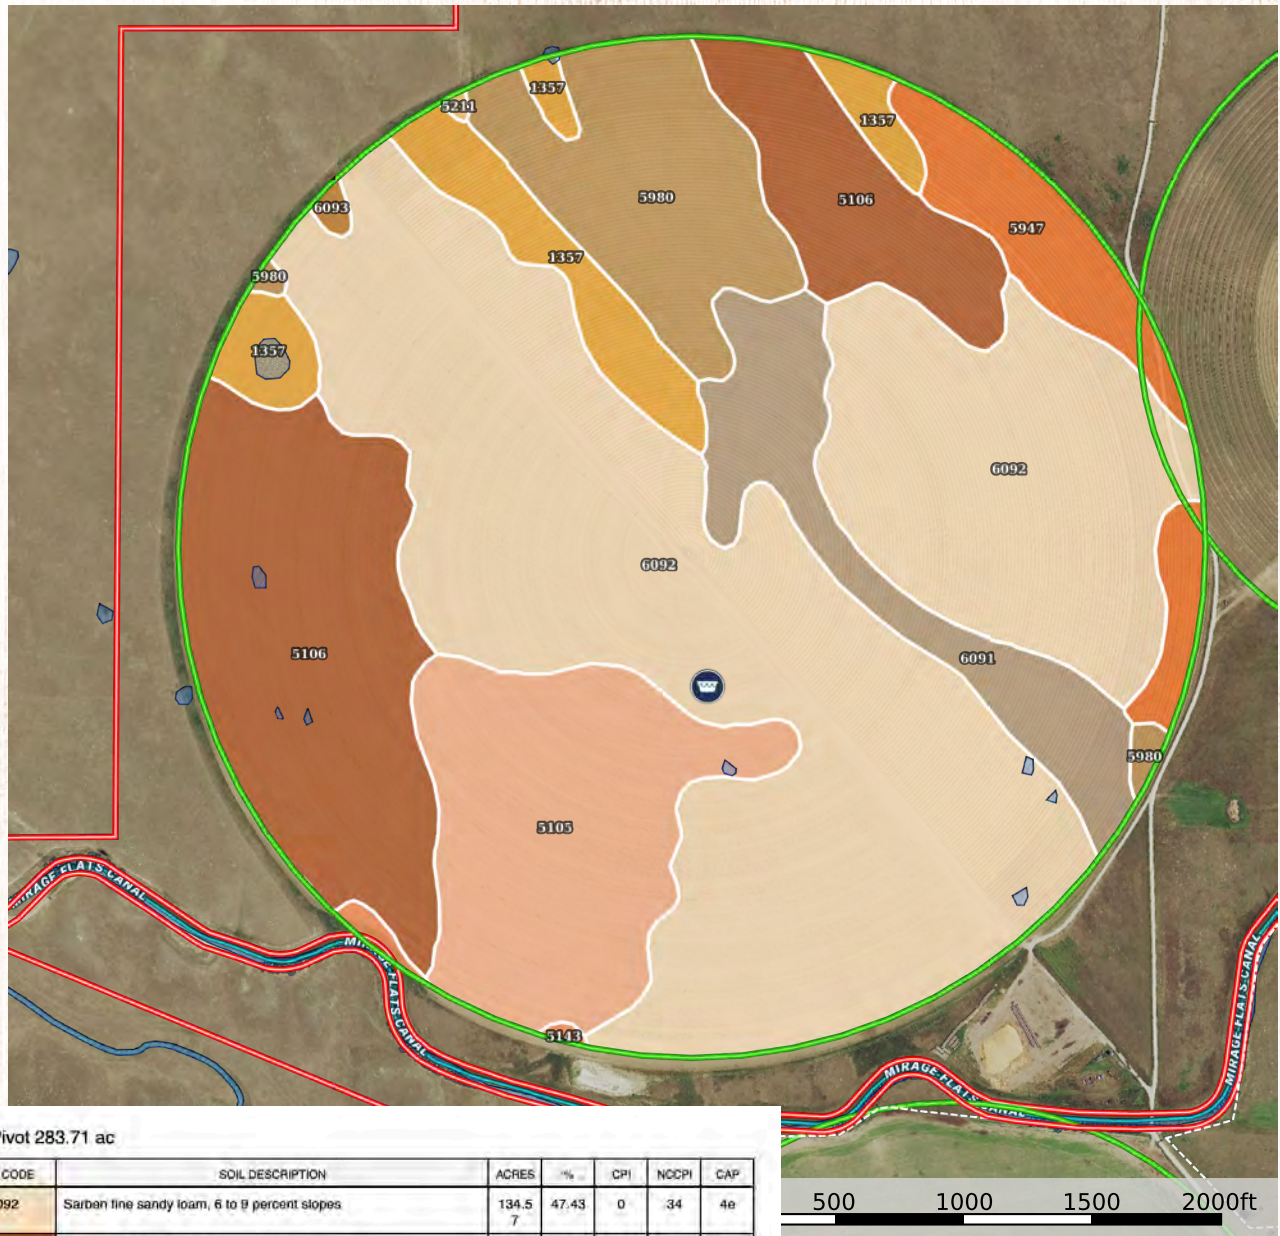 1357
5211
1357
5980
5106
6093
5947
1357
5980
1357
6092
6092
5106
6091
5980
5105
MIRAGE FLATS CANAL
MIRAGE FLATS CANAL
5143
MIRAGE FLATS CANAL
MIRAGE FLATS CANAL
ivot 283.71 ac
CODE SOIL DESCRIPTION ACRES % CPI NCCPI CAP
092 Sarben fine sandy loam, 6 to 9 percent slopes 134.5 47.43 0 34 4e
7
500 1000 1500 2000ft